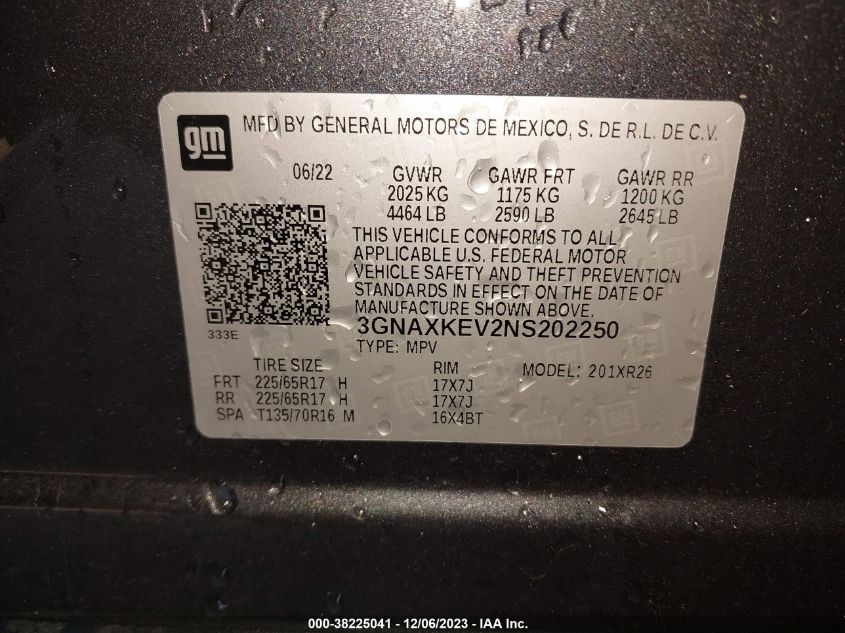 gm
MFD BY GENERAL MOTORS DE MEXICO, S. DE R.L. DE C.V.
06/22 GVWR GAWR FRT GAWR RR
2025 KG 1175 KG 1200 KG
4464 LB 2590 LB 2645 LB
THIS VEHICLE CONFORMS TO ALL
APPLICABLE U.S. FEDERAL MOTOR
VEHICLE SAFETY AND THEFT PREVENTION
STANDARDS IN EFFECT ON THE DATE OF
MANUFACTURE SHOWN ABOVE.
333E
3GNAXKEV2NS202250
TYPE: MPV
TIRE SIZE RIM MODEL: 201XR26
FRT 225/65R17 H 17X7J
RR 225/65R17 H 17X7J
SPA T135/70R16 M 16X4BT
000-38225041 - 12/06/2023 - IAA Inc.